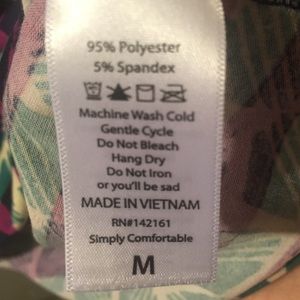 95% Polyester
5% Spandex
Machine Wash Cold
Gentle Cycle
Do Not Bleach
Hang Dry
Do Not Iron
or you'll be sad
MADE IN VIETNAM
RN#142161
Simply Comfortable
M